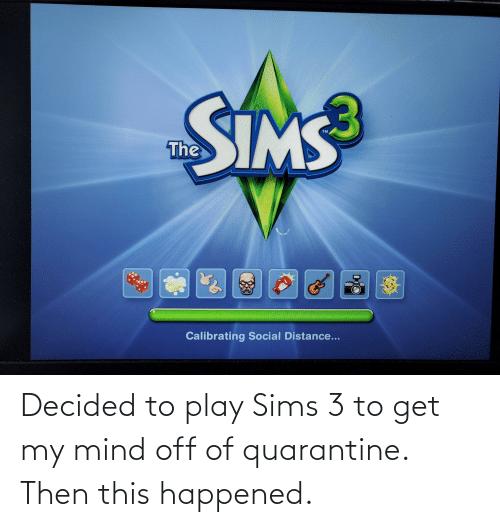 The SIMS 3 ™
Calibrating Social Distance...
Decided to play Sims 3 to get
my mind off of quarantine.
Then this happened.